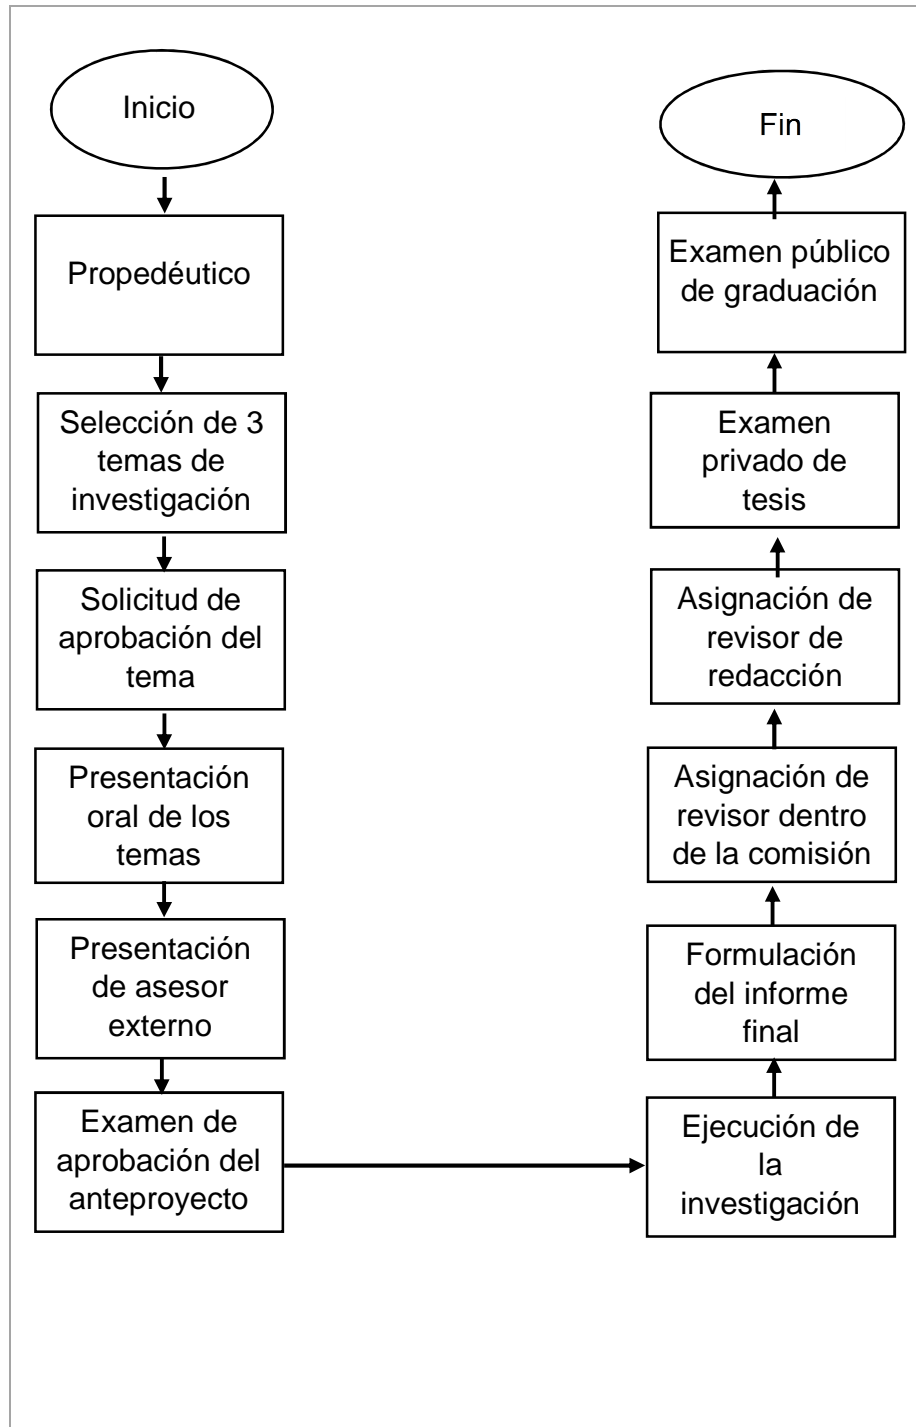 Inicio
Propedéutico
Selección de 3
temas de
investigación
Solicitud de
aprobación del
tema
Presentación
oral de los
temas
Presentación
de asesor
externo
Examen de
aprobación del
anteproyecto
Ejecución de
la
investigación
Formulación
del informe
final
Asignación de
revisor dentro
de la comisión
Asignación de
revisor de
redacción
Examen
privado de
tesis
Examen público
de graduación
Fin